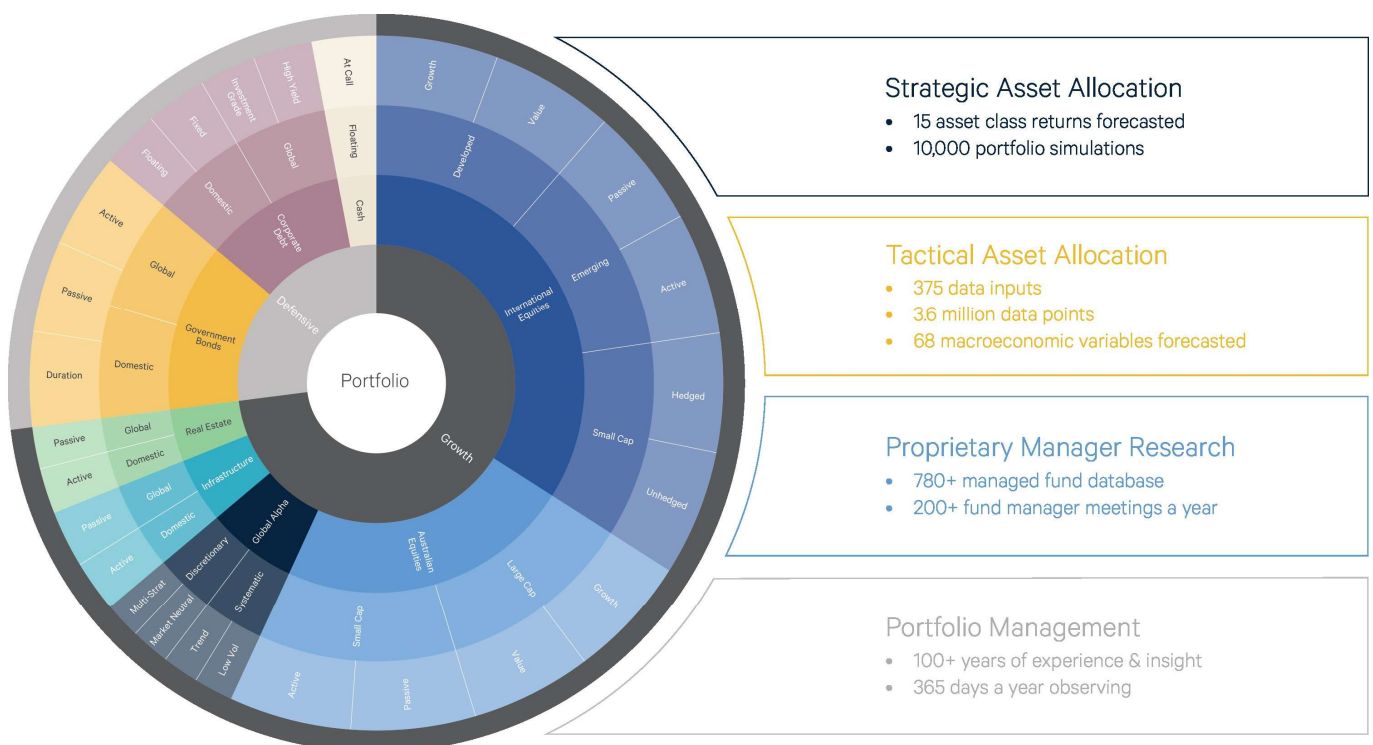 Portfolio
Defensive
Growth
Cash
Floating
At Call
Corporate
Debt
Global
Domestic
High Yield
Investment
Grade
Fixed
Floating
Government
Bonds
Global
Domestic
Active
Passive
Duration
Real Estate
Global
Domestic
Passive
Active
Infrastructure
Global
Domestic
Passive
Active
Global Alpha
Discretionary
Systematic
Multi-Strat
Market Neutral
Trend
Low Vol
Australian
Equities
Small Cap
Large Cap
Active
Passive
Value
Growth
International
Equities
Developed
Emerging
Small Cap
Growth
Value
Passive
Active
Hedged
Unhedged
Strategic Asset Allocation
• 15 asset class returns forecasted
• 10,000 portfolio simulations
Tactical Asset Allocation
• 375 data inputs
• 3.6 million data points
• 68 macroeconomic variables forecasted
Proprietary Manager Research
• 780+ managed fund database
• 200+ fund manager meetings a year
Portfolio Management
• 100+ years of experience & insight
• 365 days a year observing